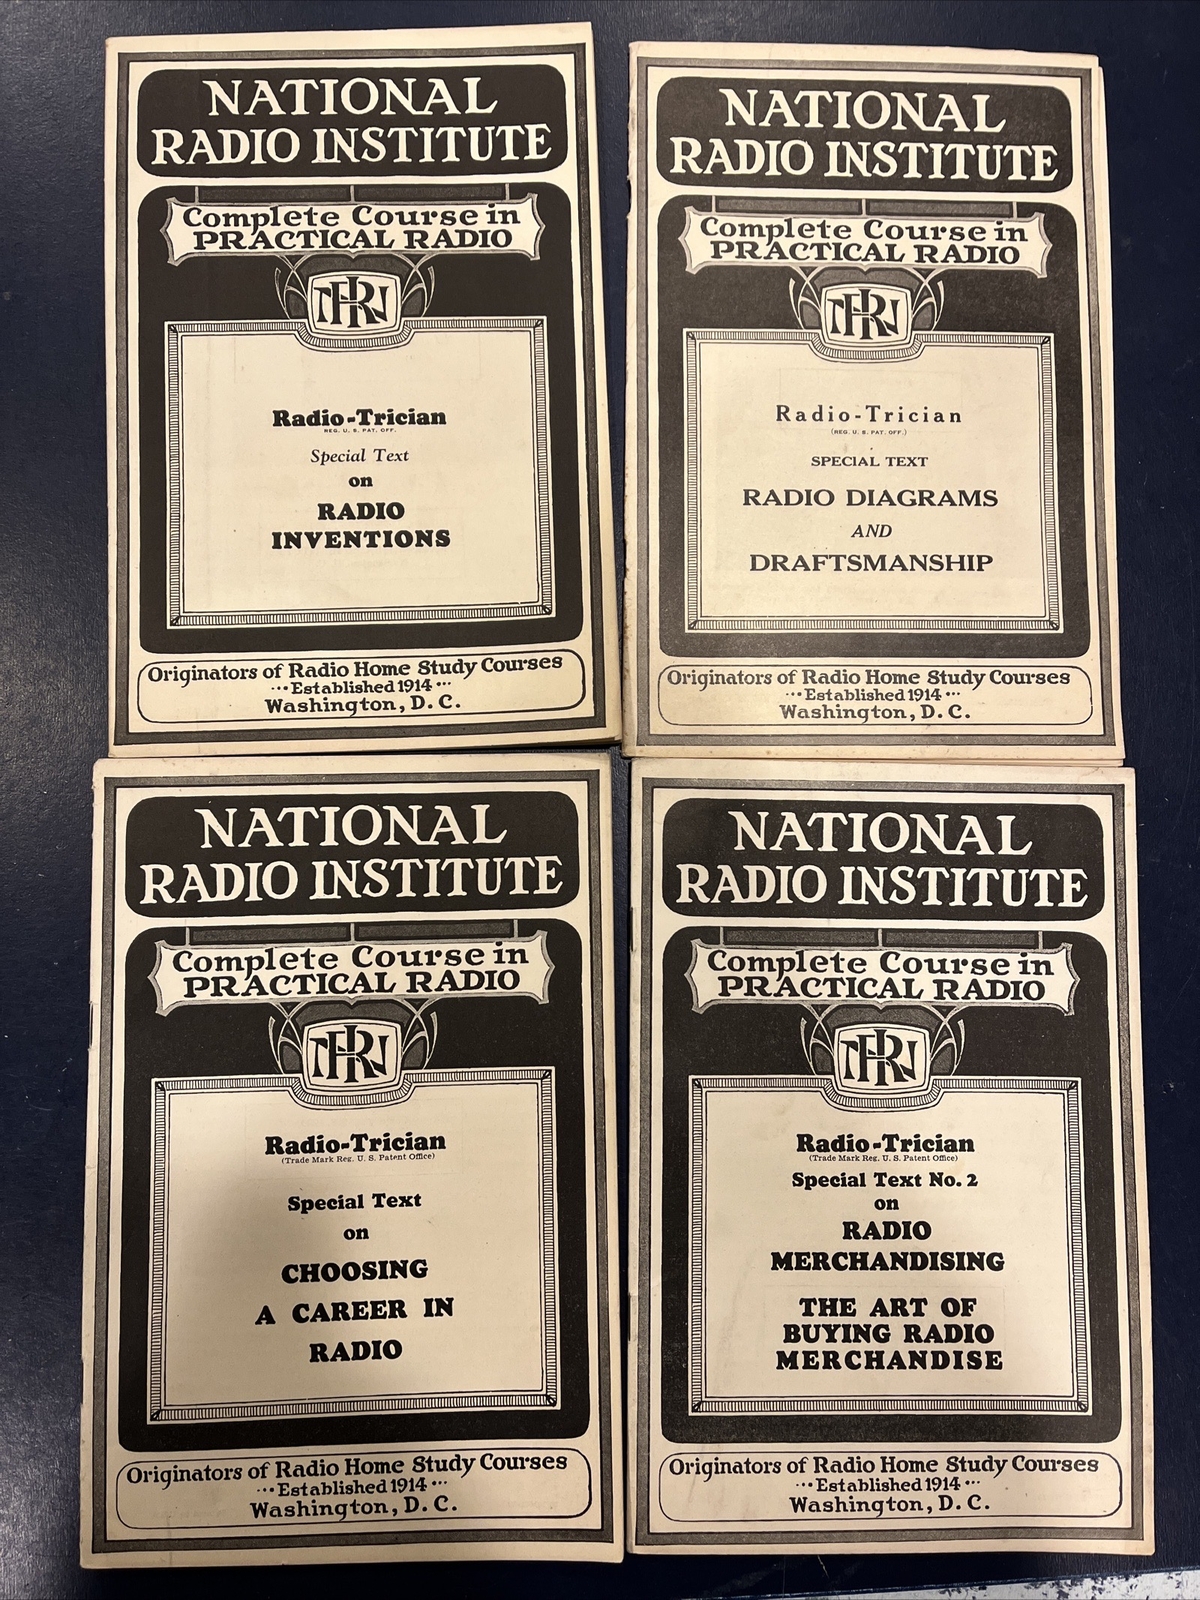 NATIONAL
RADIO INSTITUTE
Complete Course in
PRACTICAL RADIO
NRI
Radio-Trician
REG. U. S. PAT. OFF.
Special Text
on
RADIO
INVENTIONS
Originators of Radio Home Study Courses
···Established 1914···
Washington, D. C.
NATIONAL
RADIO INSTITUTE
Complete Course in
PRACTICAL RADIO
NRI
Radio-Trician
(REG. U. S. PAT. OFF.)
SPECIAL TEXT
RADIO DIAGRAMS
AND
DRAFTSMANSHIP
Originators of Radio Home Study Courses
···Established 1914···
Washington, D. C.
NATIONAL
RADIO INSTITUTE
Complete Course in
PRACTICAL RADIO
NRI
Radio-Trician
(Trade Mark Reg. U. S. Patent Office)
Special Text
on
CHOOSING
A CAREER IN
RADIO
Originators of Radio Home Study Courses
···Established 1914···
Washington, D. C.
NATIONAL
RADIO INSTITUTE
Complete Course in
PRACTICAL RADIO
NRI
Radio-Trician
(Trade Mark Reg. U. S. Patent Office)
Special Text No. 2
on
RADIO
MERCHANDISING
THE ART OF
BUYING RADIO
MERCHANDISE
Originators of Radio Home Study Courses
···Established 1914···
Washington, D. C.